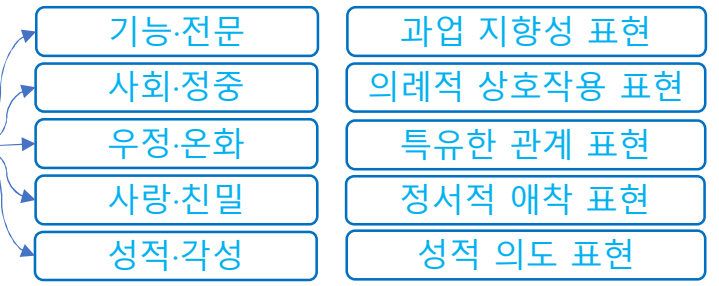 기능·전문 과업 지향성 표현
사회·정중 의례적 상호작용 표현
우정·온화 특유한 관계 표현
사랑·친밀 정서적 애착 표현
성적·각성 성적 의도 표현